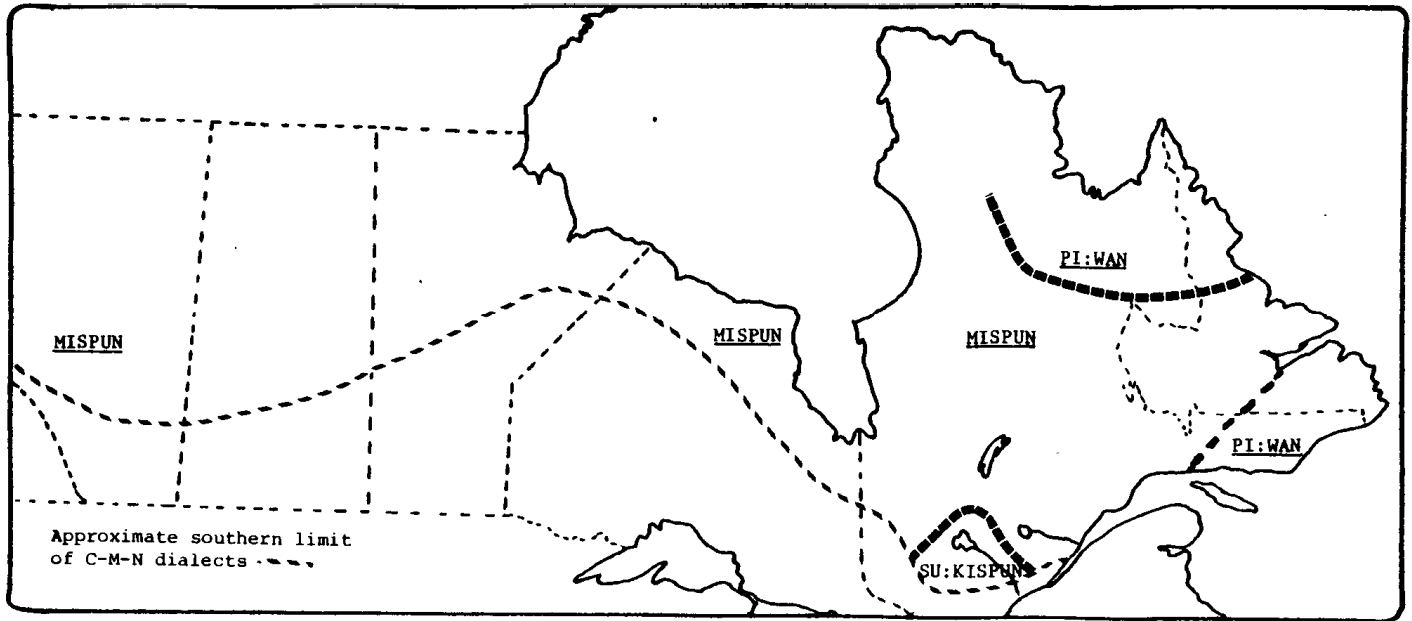 PI:WAN
MISPUN
MISPUN
MISPUN
PI:WAN
Approximate southern limit
of C-M-N dialects
SU:KISPUN